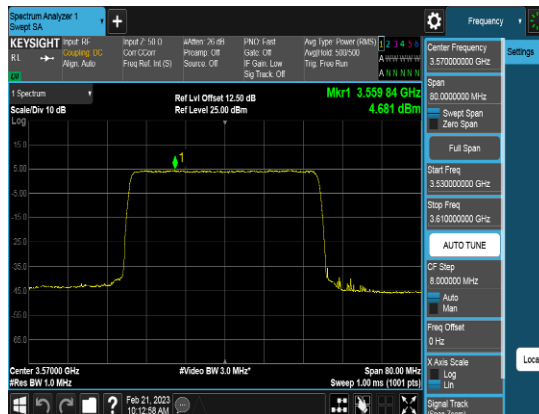 Spectrum Analyzer 1
Swept SA
+
Frequency
KEYSIGHT
RL
Input: RF
Coupling: DC
Align: Auto
Input Z: 50 Ω
Corr CCorr
Freq Ref: Int (S)
#Atten: 26 dB
Preamp: Off
Source: Off
PNO: Fast
Gate: Off
IF Gain: Low
Sig Track: Off
Avg Type: Power (RMS)
Avg|Hold: 500/500
Trig: Free Run
1 2 3 4 5 6
A W W W W W
A N N N N N
1 Spectrum
Scale/Div 10 dB
Log
Ref Lvl Offset 12.50 dB
Ref Level 25.00 dBm
Mkr1 3.559 84 GHz
4.681 dBm
15.0
5.00
-5.00
-15.0
-25.0
-35.0
-45.0
-55.0
-65.0
1
Center 3.57000 GHz
#Res BW 1.0 MHz
#Video BW 3.0 MHz*
Span 80.00 MHz
Sweep 1.00 ms (1001 pts)
Feb 21, 2023
10:12:58 AM
Settings
Center Frequency
3.570000000 GHz
Span
80.0000000 MHz
Swept Span
Zero Span
Full Span
Start Freq
3.530000000 GHz
Stop Freq
3.610000000 GHz
AUTO TUNE
CF Step
8.000000 MHz
Auto
Man
Freq Offset
0 Hz
X Axis Scale
Log
Lin
Signal Track
(Span Zoom)
Loca